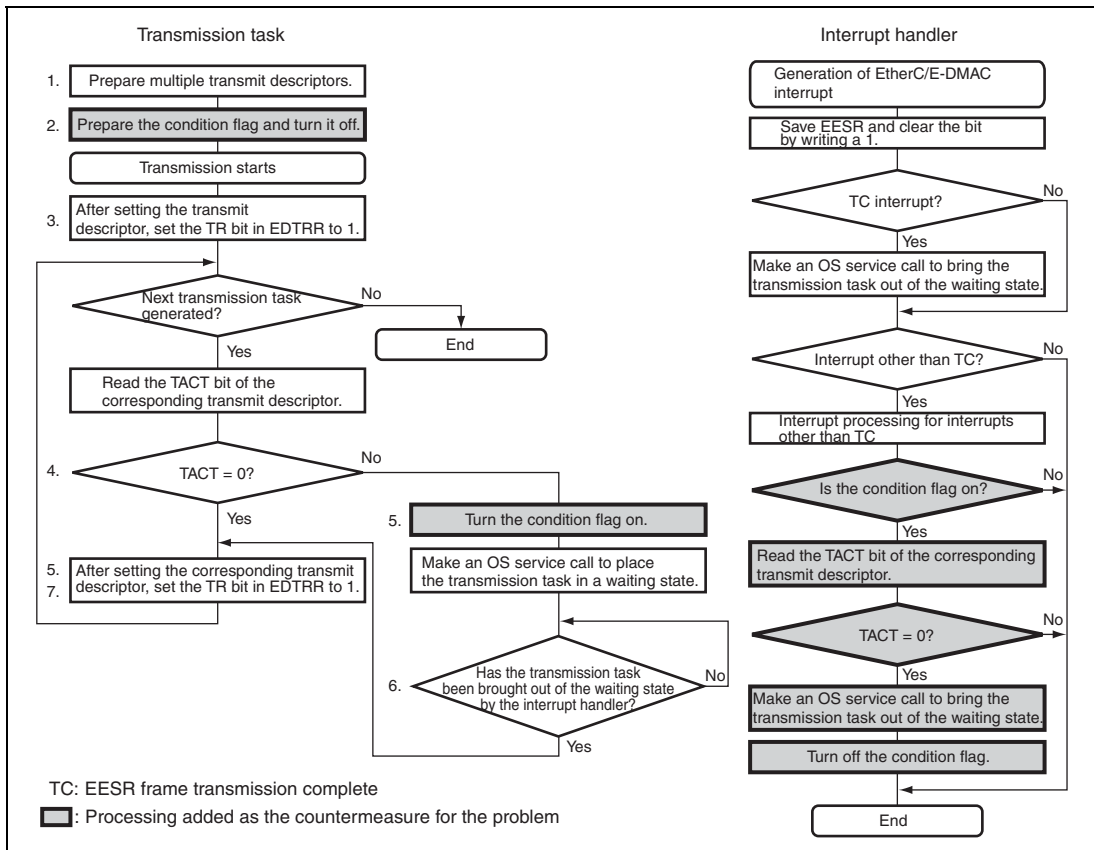 Transmission task
1.
Prepare multiple transmit descriptors.
2.
Prepare the condition flag and turn it off.
Transmission starts
3.
After setting the transmit
descriptor, set the TR bit in EDTRR to 1.
Next transmission task
generated?
No
End
Yes
Read the TACT bit of the
corresponding transmit descriptor.
4.
TACT = 0?
No
Yes
5.
Turn the condition flag on.
Make an OS service call to place
the transmission task in a waiting state.
5.
7.
After setting the corresponding transmit
descriptor, set the TR bit in EDTRR to 1.
6.
Has the transmission task
been brought out of the waiting state
by the interrupt handler?
No
Yes
Interrupt handler
Generation of EtherC/E-DMAC
interrupt
Save EESR and clear the bit
by writing a 1.
TC interrupt?
No
Yes
Make an OS service call to bring the
transmission task out of the waiting state.
Interrupt other than TC?
No
Yes
Interrupt processing for interrupts
other than TC
Is the condition flag on?
No
Yes
Read the TACT bit of the corresponding
transmit descriptor.
TACT = 0?
No
Yes
Make an OS service call to bring the
transmission task out of the waiting state.
Turn off the condition flag.
End
TC: EESR frame transmission complete
: Processing added as the countermeasure for the problem